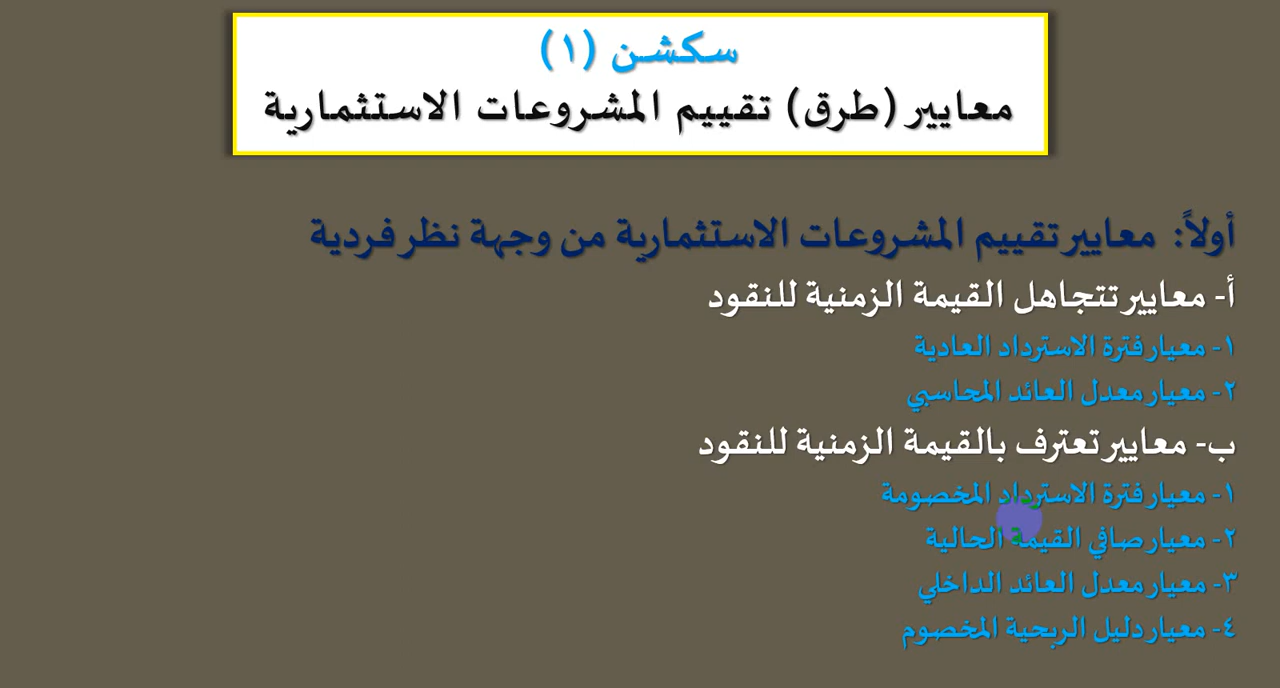 سكشن (١)
معايير (طرق) تقييم المشروعات الاستثمارية
أولاً: معايير تقييم المشروعات الاستثمارية من وجهة نظر فردية
أ- معايير تتجاهل القيمة الزمنية للنقود
١- معيار فترة الاسترداد العادية
٢- معيار معدل العائد المحاسبي
ب- معايير تعترف بالقيمة الزمنية للنقود
١- معيار فترة الاسترداد المخصومة
٢- معيار صافي القيمة الحالية
٣- معيار معدل العائد الداخلي
٤- معيار دليل الربحية المخصوم